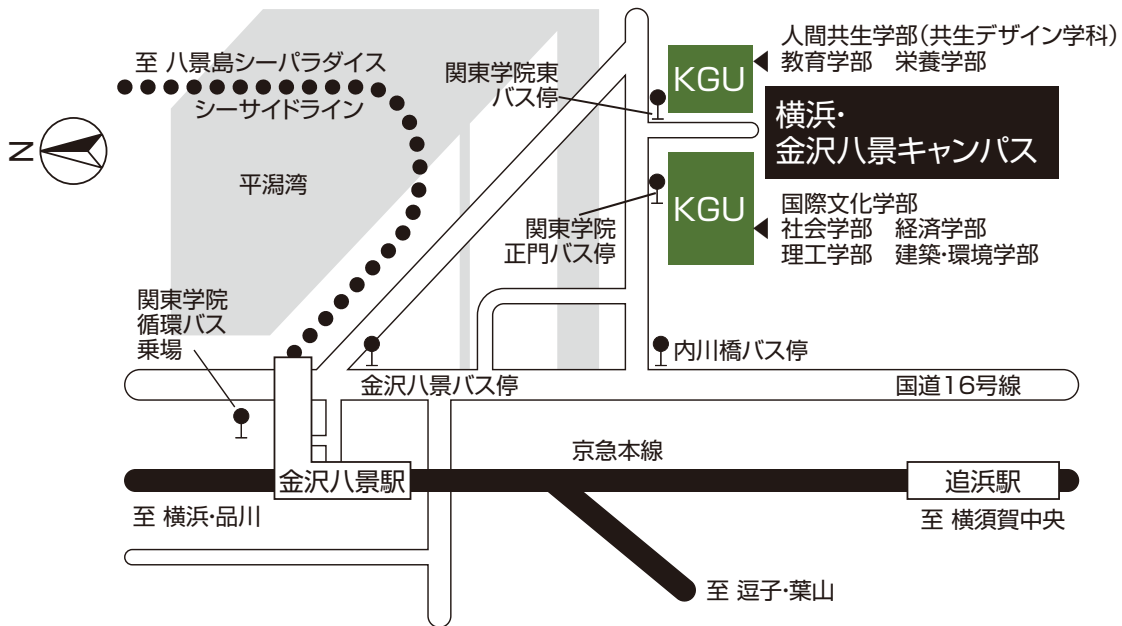 人間共生学部(共生デザイン学科)
教育学部　栄養学部
KGU
至 八景島シーパラダイス
シーサイドライン
関東学院東
バス停
横浜・
金沢八景キャンパス
N
平潟湾
KGU
国際文化学部
社会学部　経済学部
理工学部　建築・環境学部
関東学院
正門バス停
関東学院
循環バス
乗場
内川橋バス停
金沢八景バス停
国道16号線
京急本線
金沢八景駅
追浜駅
至 横浜・品川
至 横須賀中央
至 逗子・葉山